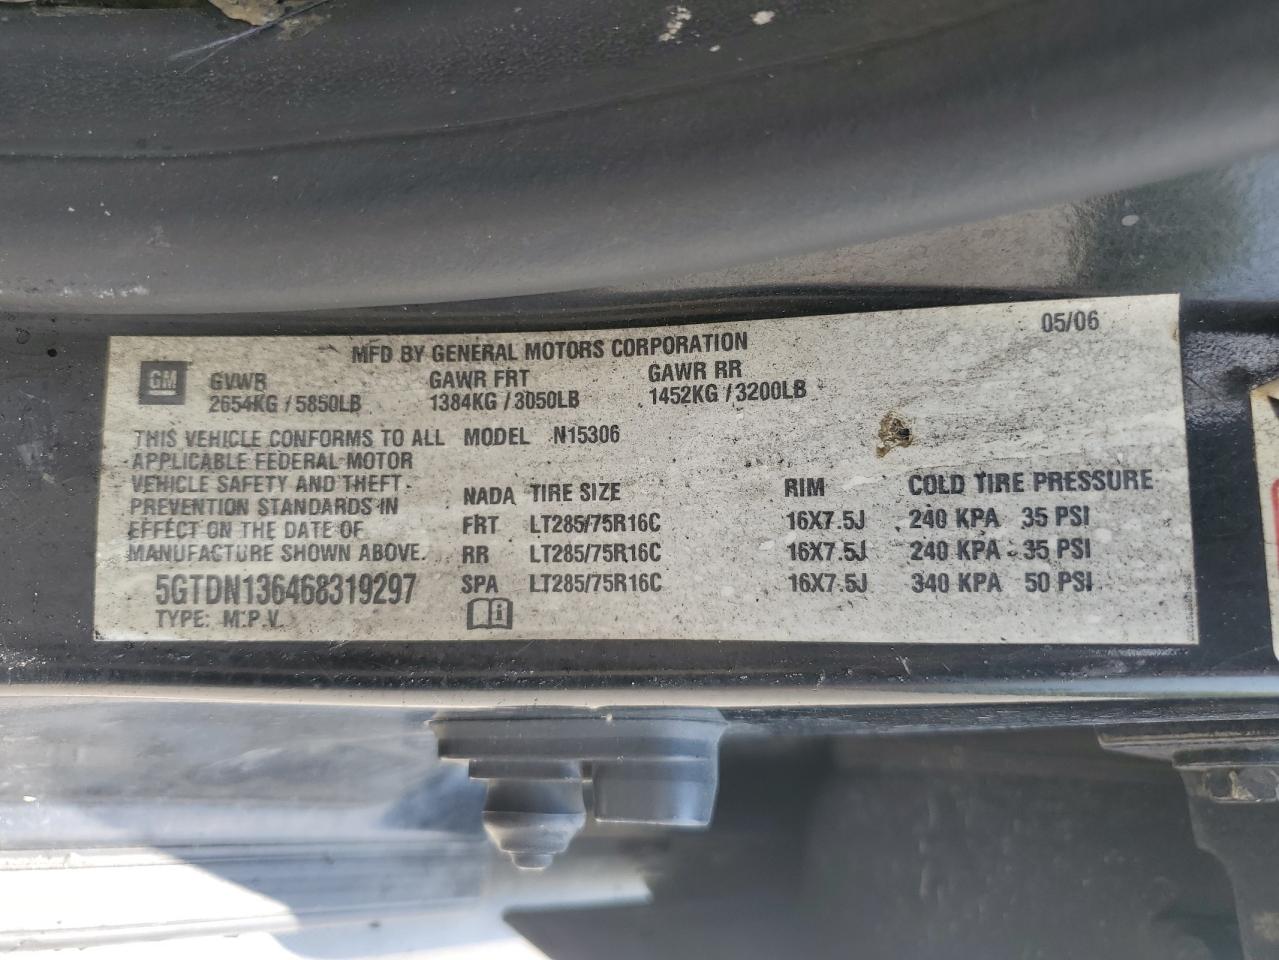 05/06
MFD BY GENERAL MOTORS CORPORATION
GM
GVWR GAWR FRT GAWR RR
2654KG / 5850LB 1384KG / 3050LB 1452KG / 3200LB
THIS VEHICLE CONFORMS TO ALL MODEL N15306
APPLICABLE FEDERAL MOTOR
VEHICLE SAFETY AND THEFT
PREVENTION STANDARDS IN
EFFECT ON THE DATE OF
MANUFACTURE SHOWN ABOVE.
NADA TIRE SIZE RIM COLD TIRE PRESSURE
FRT LT285/75R16C 16X7.5J 240 KPA 35 PSI
RR LT285/75R16C 16X7.5J 240 KPA 35 PSI
SPA LT285/75R16C 16X7.5J 340 KPA 50 PSI
5GTDN136468319297
TYPE: M.P.V.